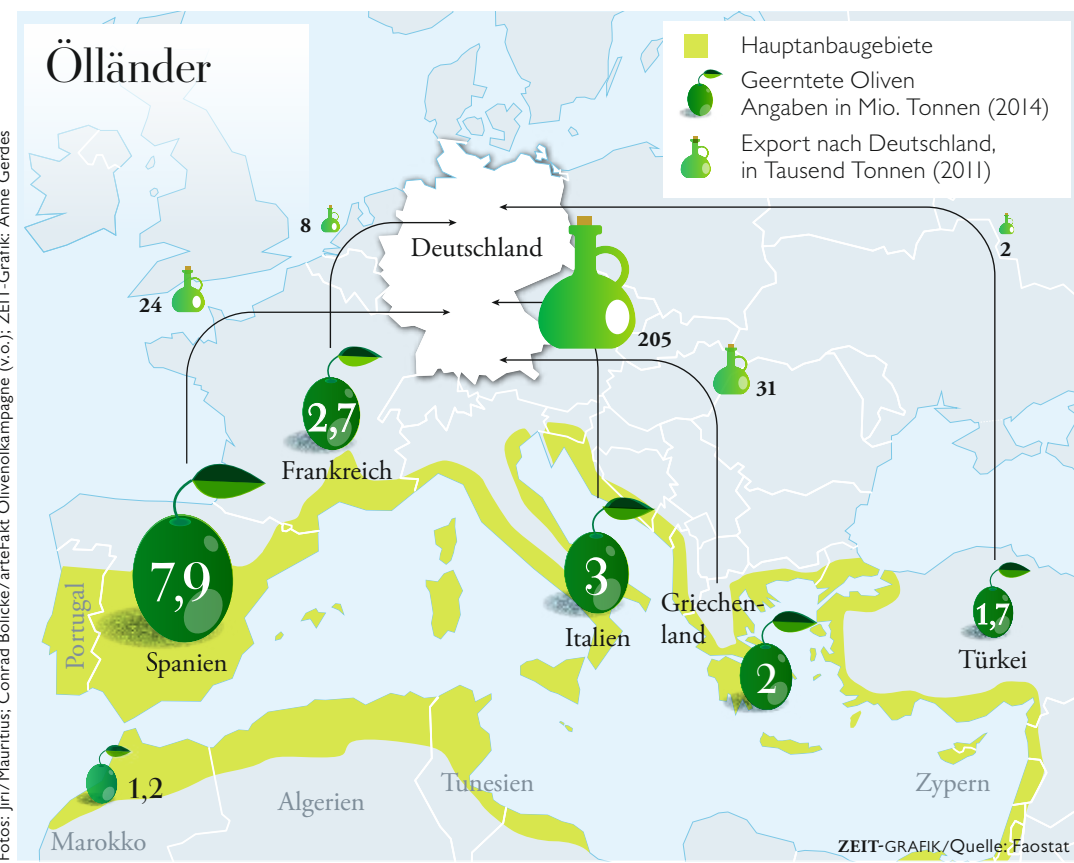 Ölländer
Hauptanbaugebiete
Geerntete Oliven
Angaben in Mio. Tonnen (2014)
Export nach Deutschland,
in Tausend Tonnen (2011)
Fotos: Jiri/Mauritius; Conrad Bölicke/arteFakt Olivenölkampagne (v.o.); ZEIT-Grafik: Anne Gerdes
8
Deutschland
2
24
205
31
2,7
Frankreich
7,9
Spanien
Portugal
3
Italien
Griechen-
land
2
1,7
Türkei
1,2
Marokko
Algerien
Tunesien
Zypern
ZEIT-GRAFIK/Quelle: Faostat